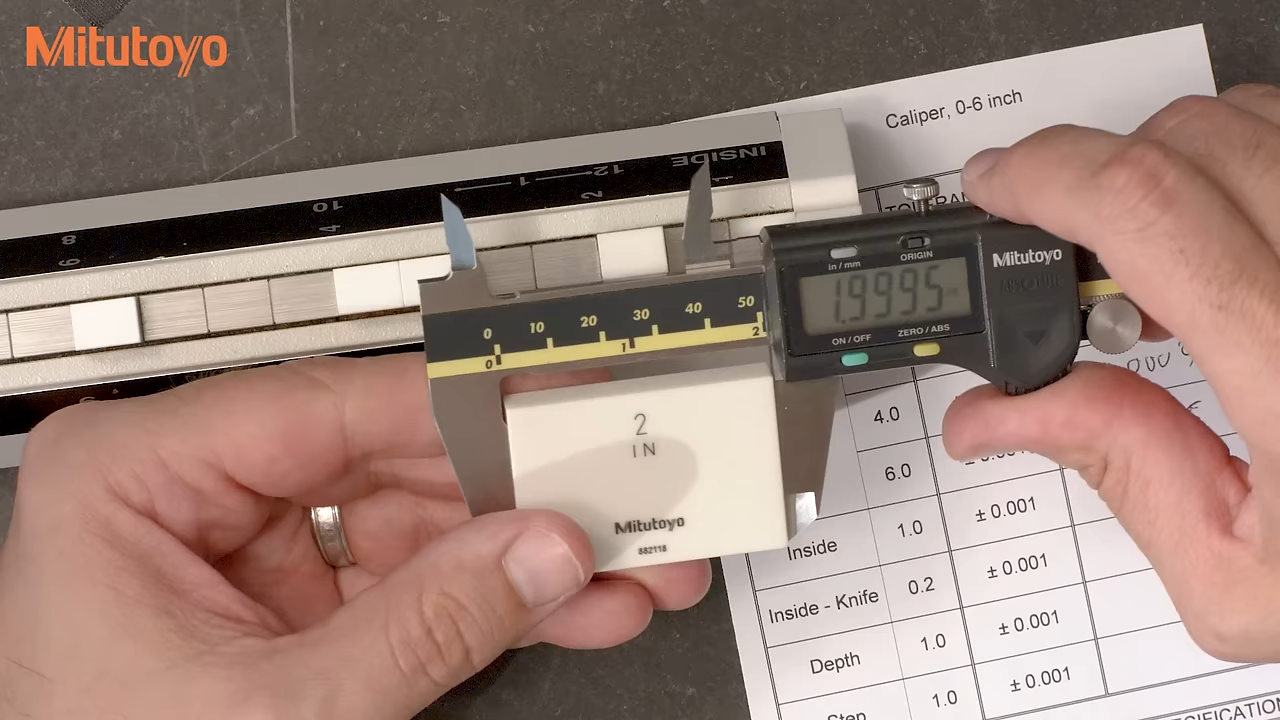 Mitutoyo
Caliper, 0-6 inch
INSIDE
12
1
1
2
10
4
8
6
in / mm
ORIGIN
Mitutoyo
ABSOLUTE
1.9995
ON / OFF
ZERO / ABS
0 10 20 30 40 50
0 1 2
2
IN
Mitutoyo
882118
4.0
6.0
Inside 1.0 ± 0.001
Inside - Knife 0.2 ± 0.001
Depth 1.0 ± 0.001
Step 1.0 ± 0.001